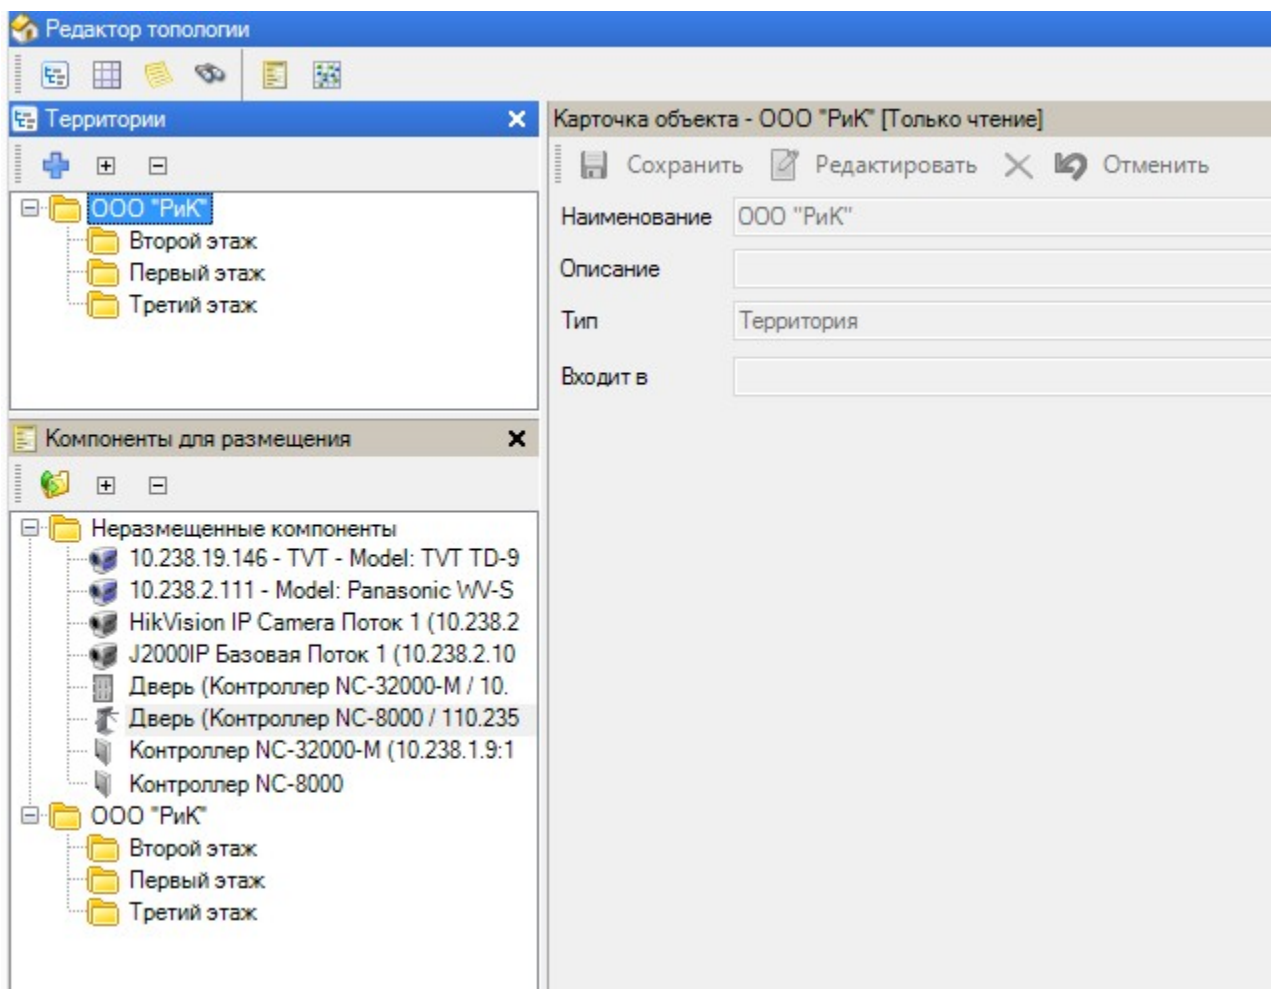 Редактор топологии
Территории
ООО "РиК"
Второй этаж
Первый этаж
Третий этаж
Компоненты для размещения
Неразмещенные компоненты
10.238.19.146 - TVT - Model: TVT TD-9
10.238.2.111 - Model: Panasonic WV-S
HikVision IP Camera Поток 1 (10.238.2
J2000IP Базовая Поток 1 (10.238.2.10
Дверь (Контроллер NC-32000-M / 10.
Дверь (Контроллер NC-8000 / 110.235
Контроллер NC-32000-M (10.238.1.9:1
Контроллер NC-8000
ООО "РиК"
Второй этаж
Первый этаж
Третий этаж
Карточка объекта - ООО "РиК" [Только чтение]
Сохранить Редактировать Отменить
Наименование ООО "РиК"
Описание
Тип Территория
Входит в